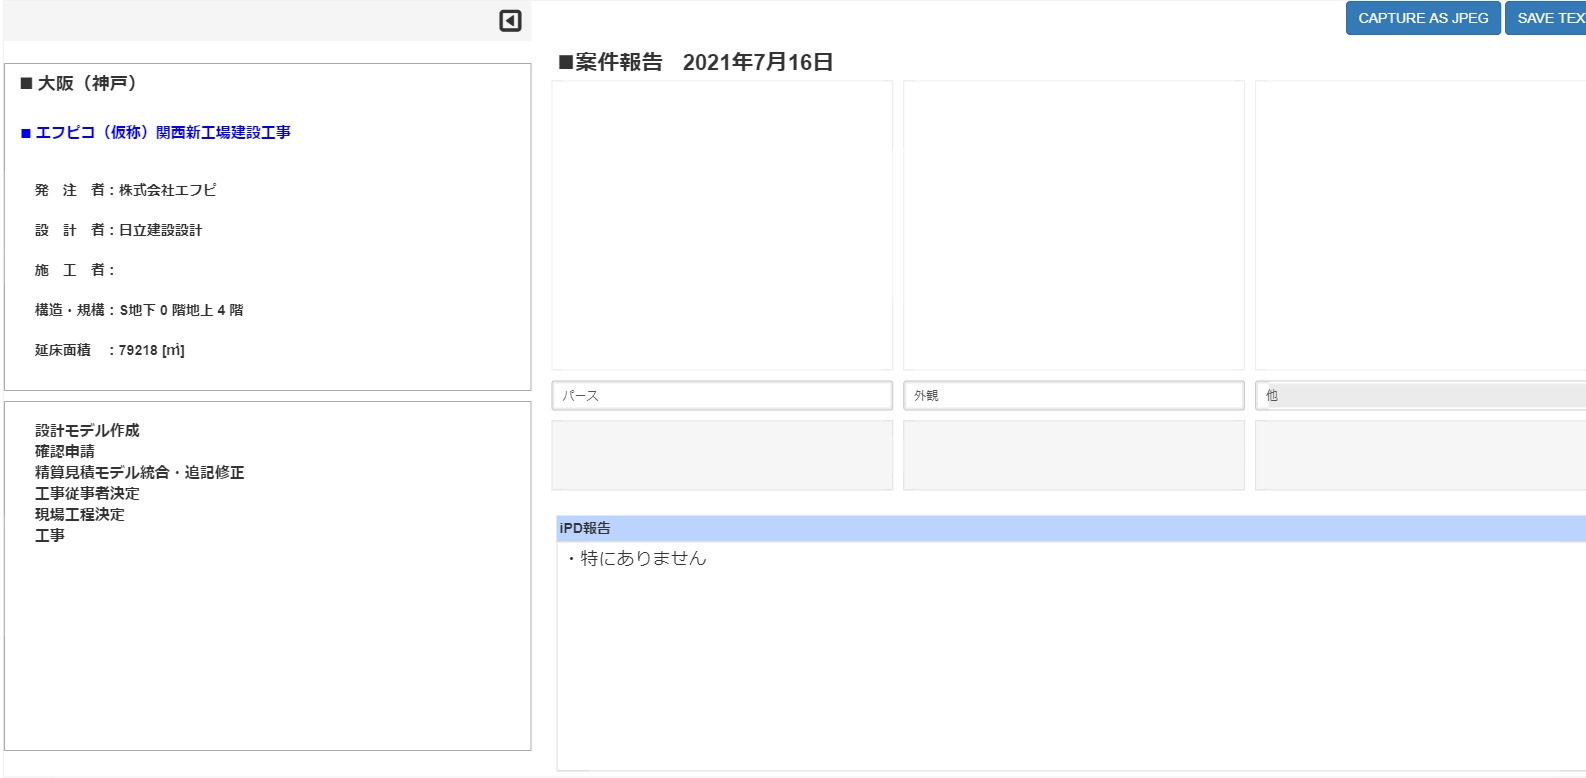 CAPTURE AS JPEG
SAVE TEX
■ 大阪（神戸）
■ エフピコ（仮称）関西新工場建設工事
発　注　者：株式会社エフピ
設　計　者：日立建設設計
施　工　者：
構造・規構：S地下 0 階地上 4 階
延床面積　：79218 [㎡]
設計モデル作成
確認申請
精算見積モデル統合・追記修正
工事従事者決定
現場工程決定
工事
■案件報告　2021年7月16日
パース
外観
他
iPD報告
・特にありません